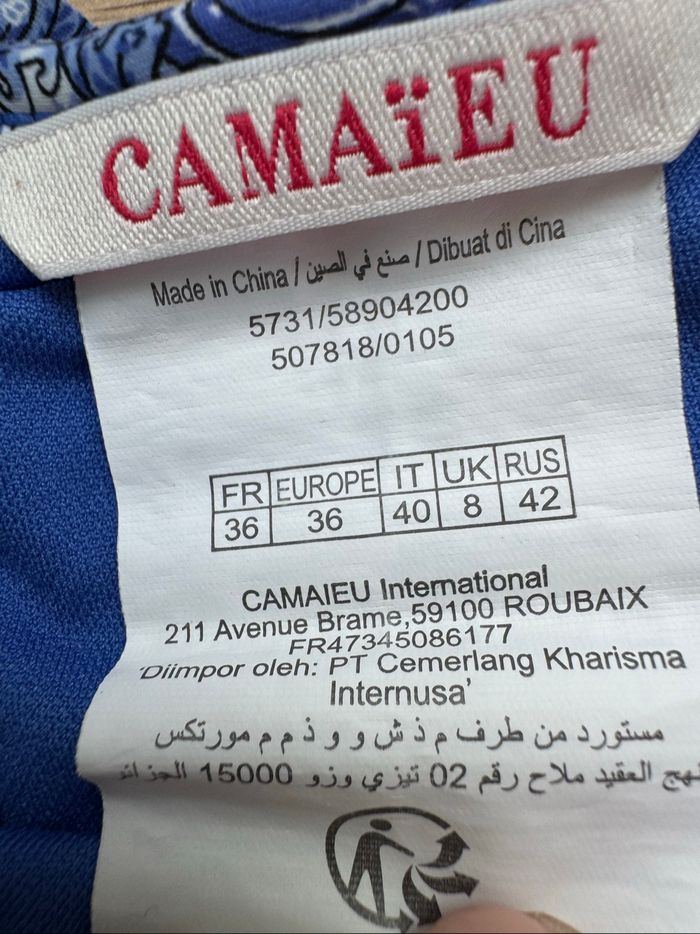 CAMAïEU
Made in China / صنع في الصين / Dibuat di Cina
5731/58904200
507818/0105
FR EUROPE IT UK RUS
36 36 40 8 42
CAMAIEU International
211 Avenue Brame,59100 ROUBAIX
FR47345086177
'Diimpor oleh: PT Cemerlang Kharisma
Internusa'
مستورد من طرف م ذ ش و و ذ م م مورتكس
نهج العقيد ملاح رقم 02 تيزي وزو 15000 الجزائر